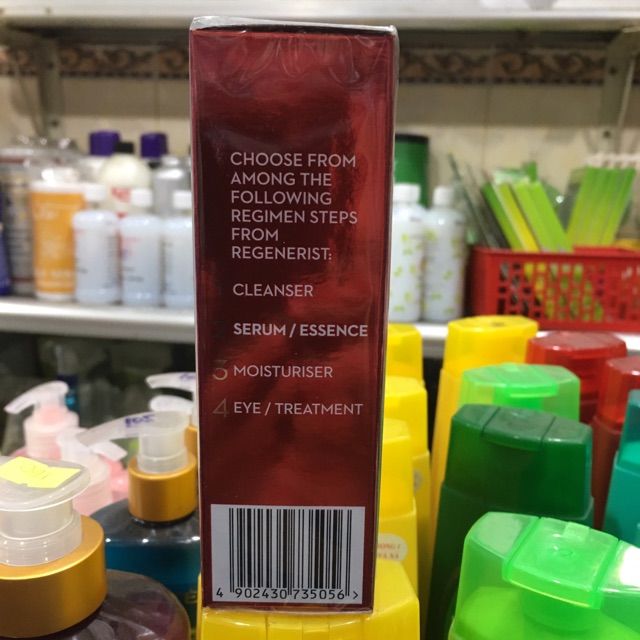 CHOOSE FROM
AMONG THE
FOLLOWING
REGIMEN STEPS
FROM
REGENERIST:
CLEANSER
SERUM / ESSENCE
3 MOISTURISER
4 EYE / TREATMENT
4 902430 735056 >